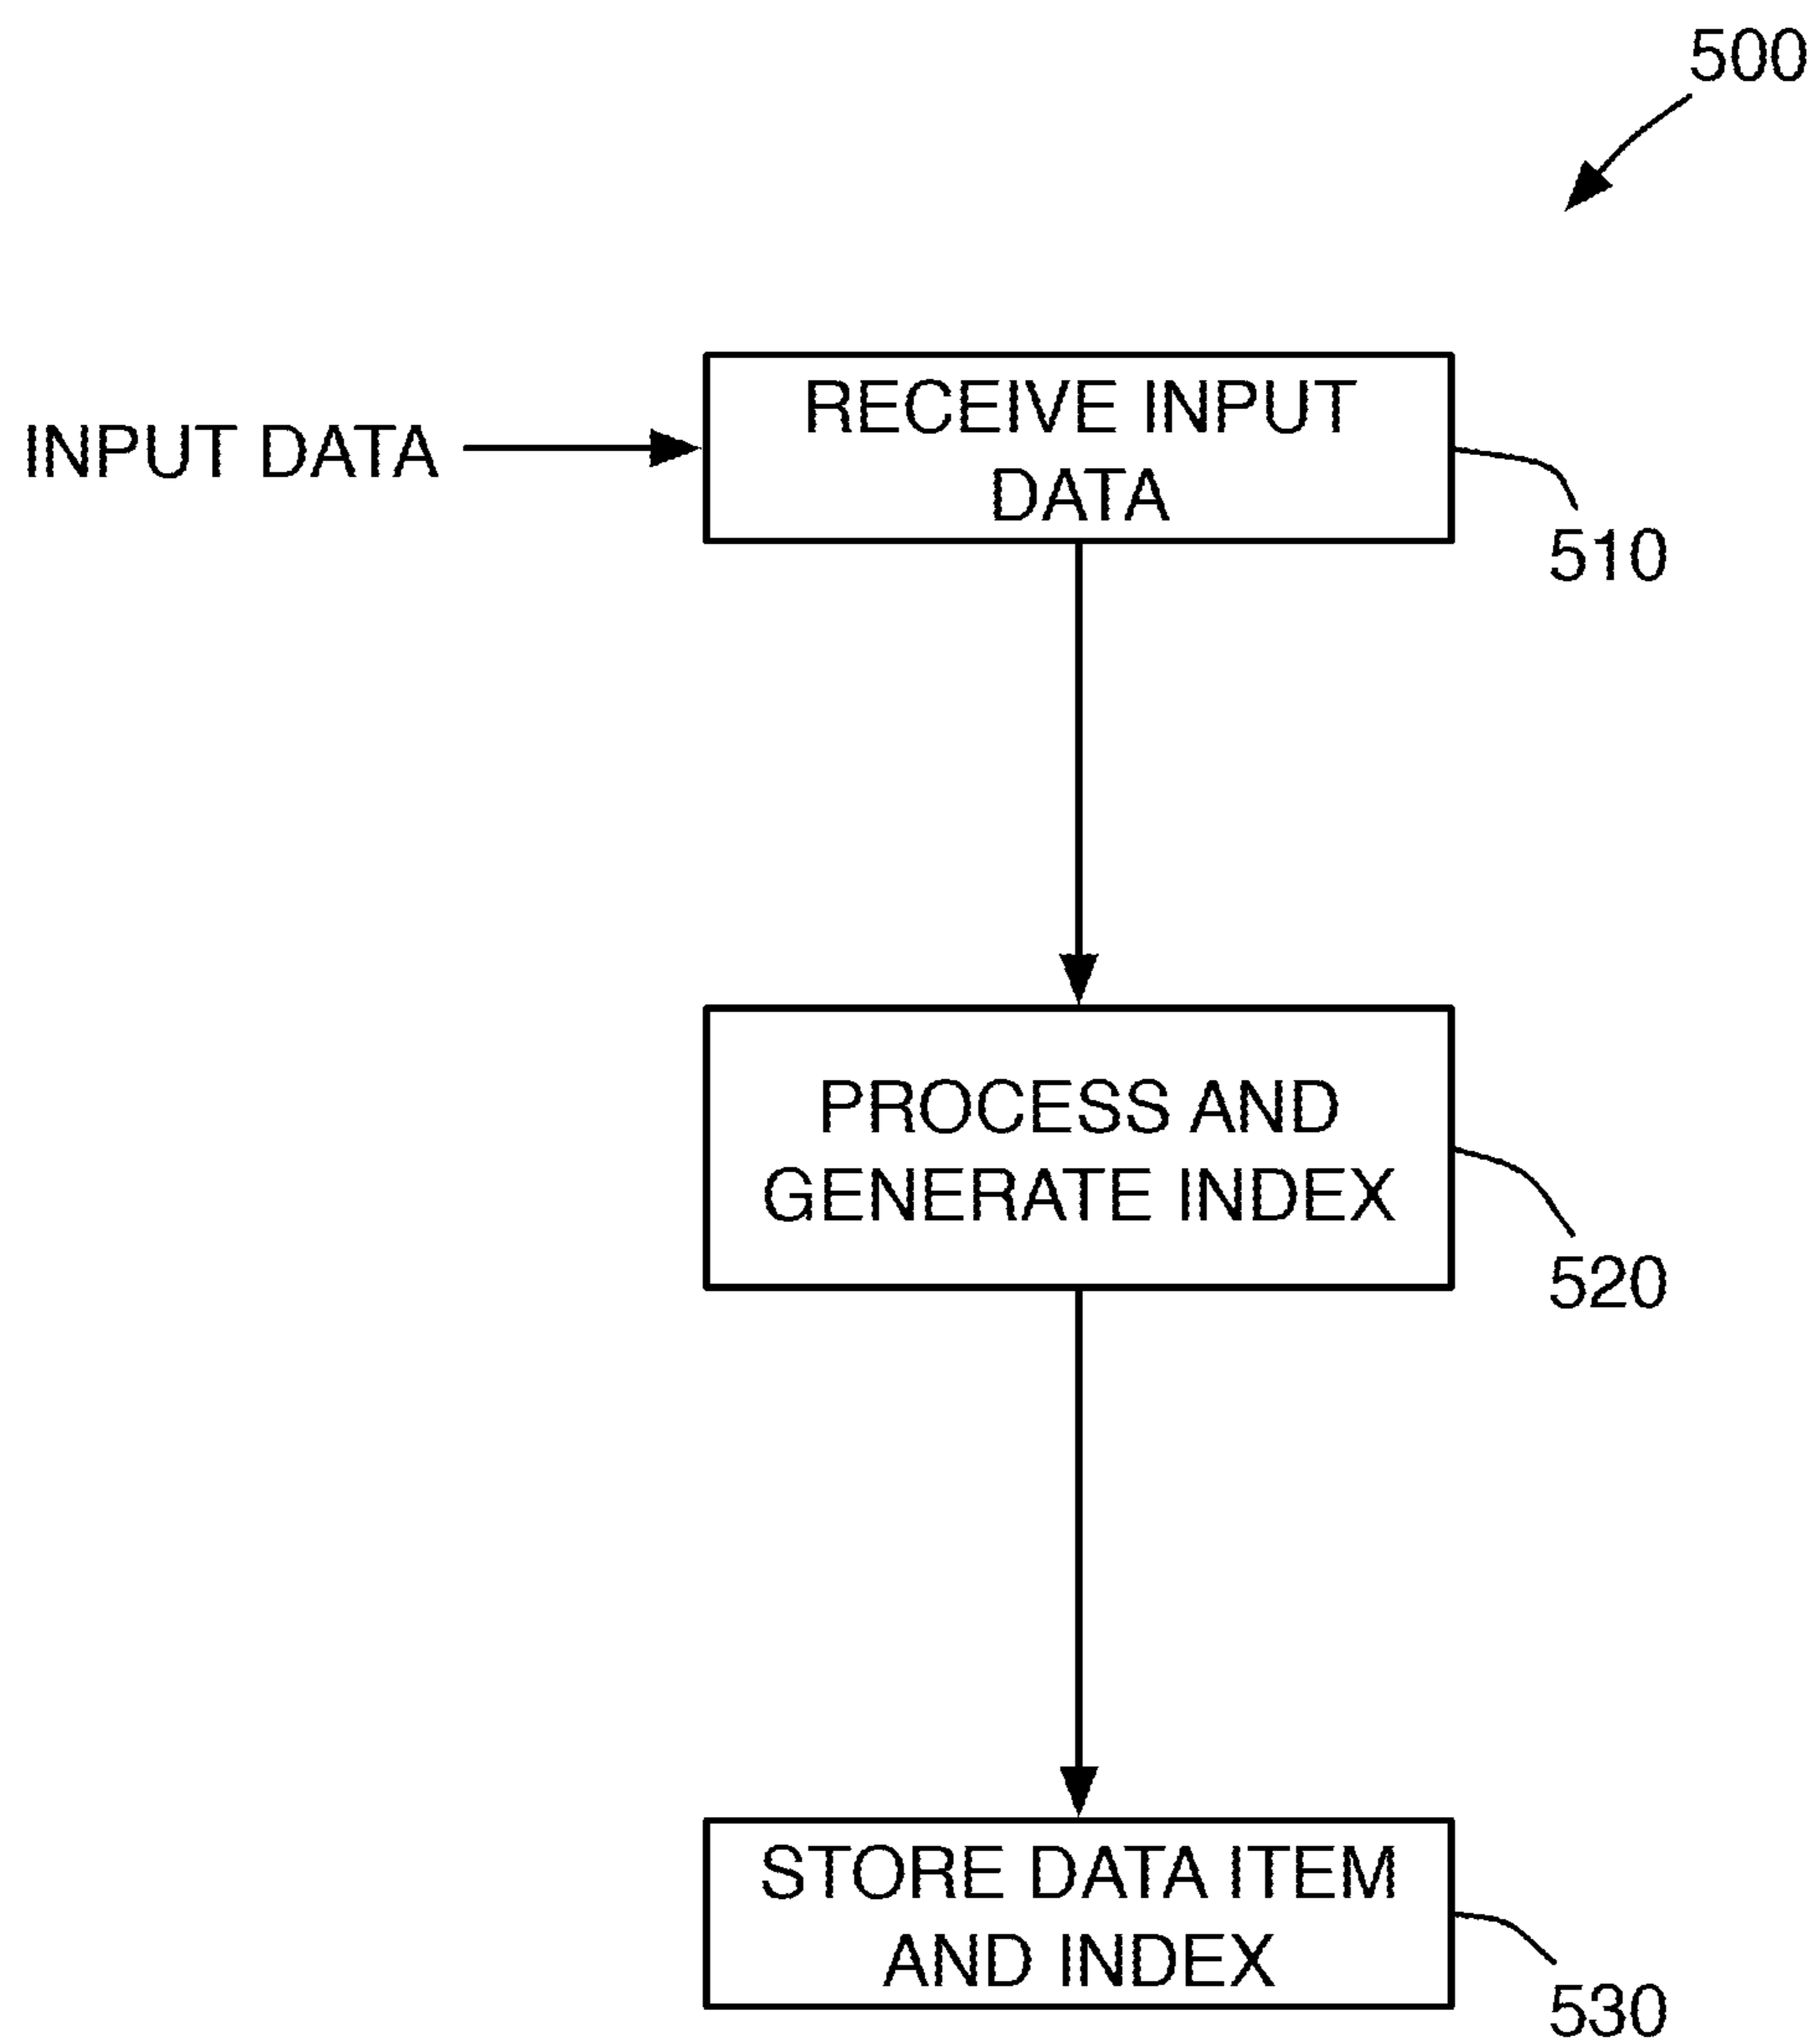 500
INPUT DATA
RECEIVE INPUT
DATA
510
PROCESS AND
GENERATE INDEX
520
STORE DATA ITEM
AND INDEX
530